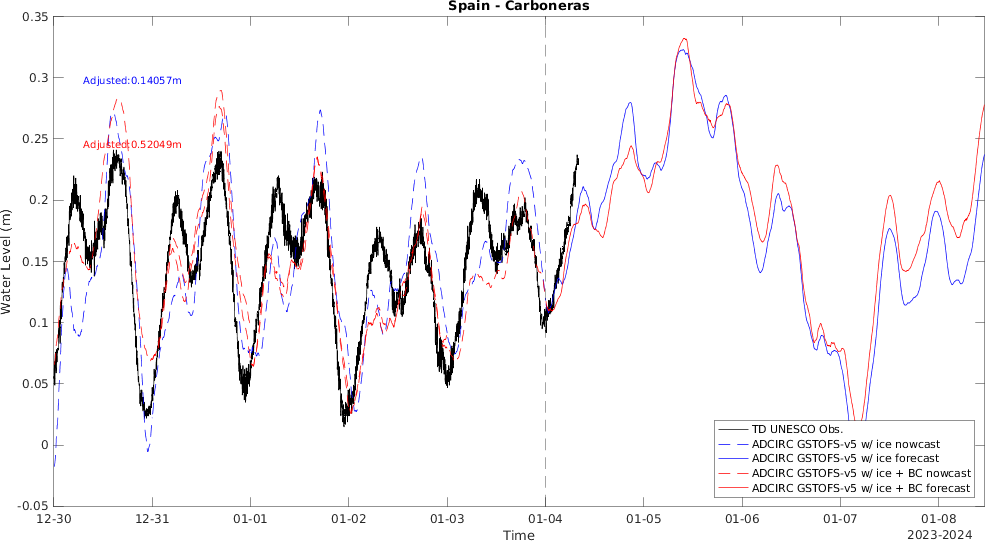 Spain - Carboneras
0.35
0.3
0.25
0.2
0.15
0.1
0.05
0
-0.05
Water Level (m)
Adjusted:0.14057m
Adjusted:0.52049m
TD UNESCO Obs.
ADCIRC GSTOFS-v5 w/ ice nowcast
ADCIRC GSTOFS-v5 w/ ice forecast
ADCIRC GSTOFS-v5 w/ ice + BC nowcast
ADCIRC GSTOFS-v5 w/ ice + BC forecast
12-30 12-31 01-01 01-02 01-03 01-04 01-05 01-06 01-07 01-08
Time
2023-2024